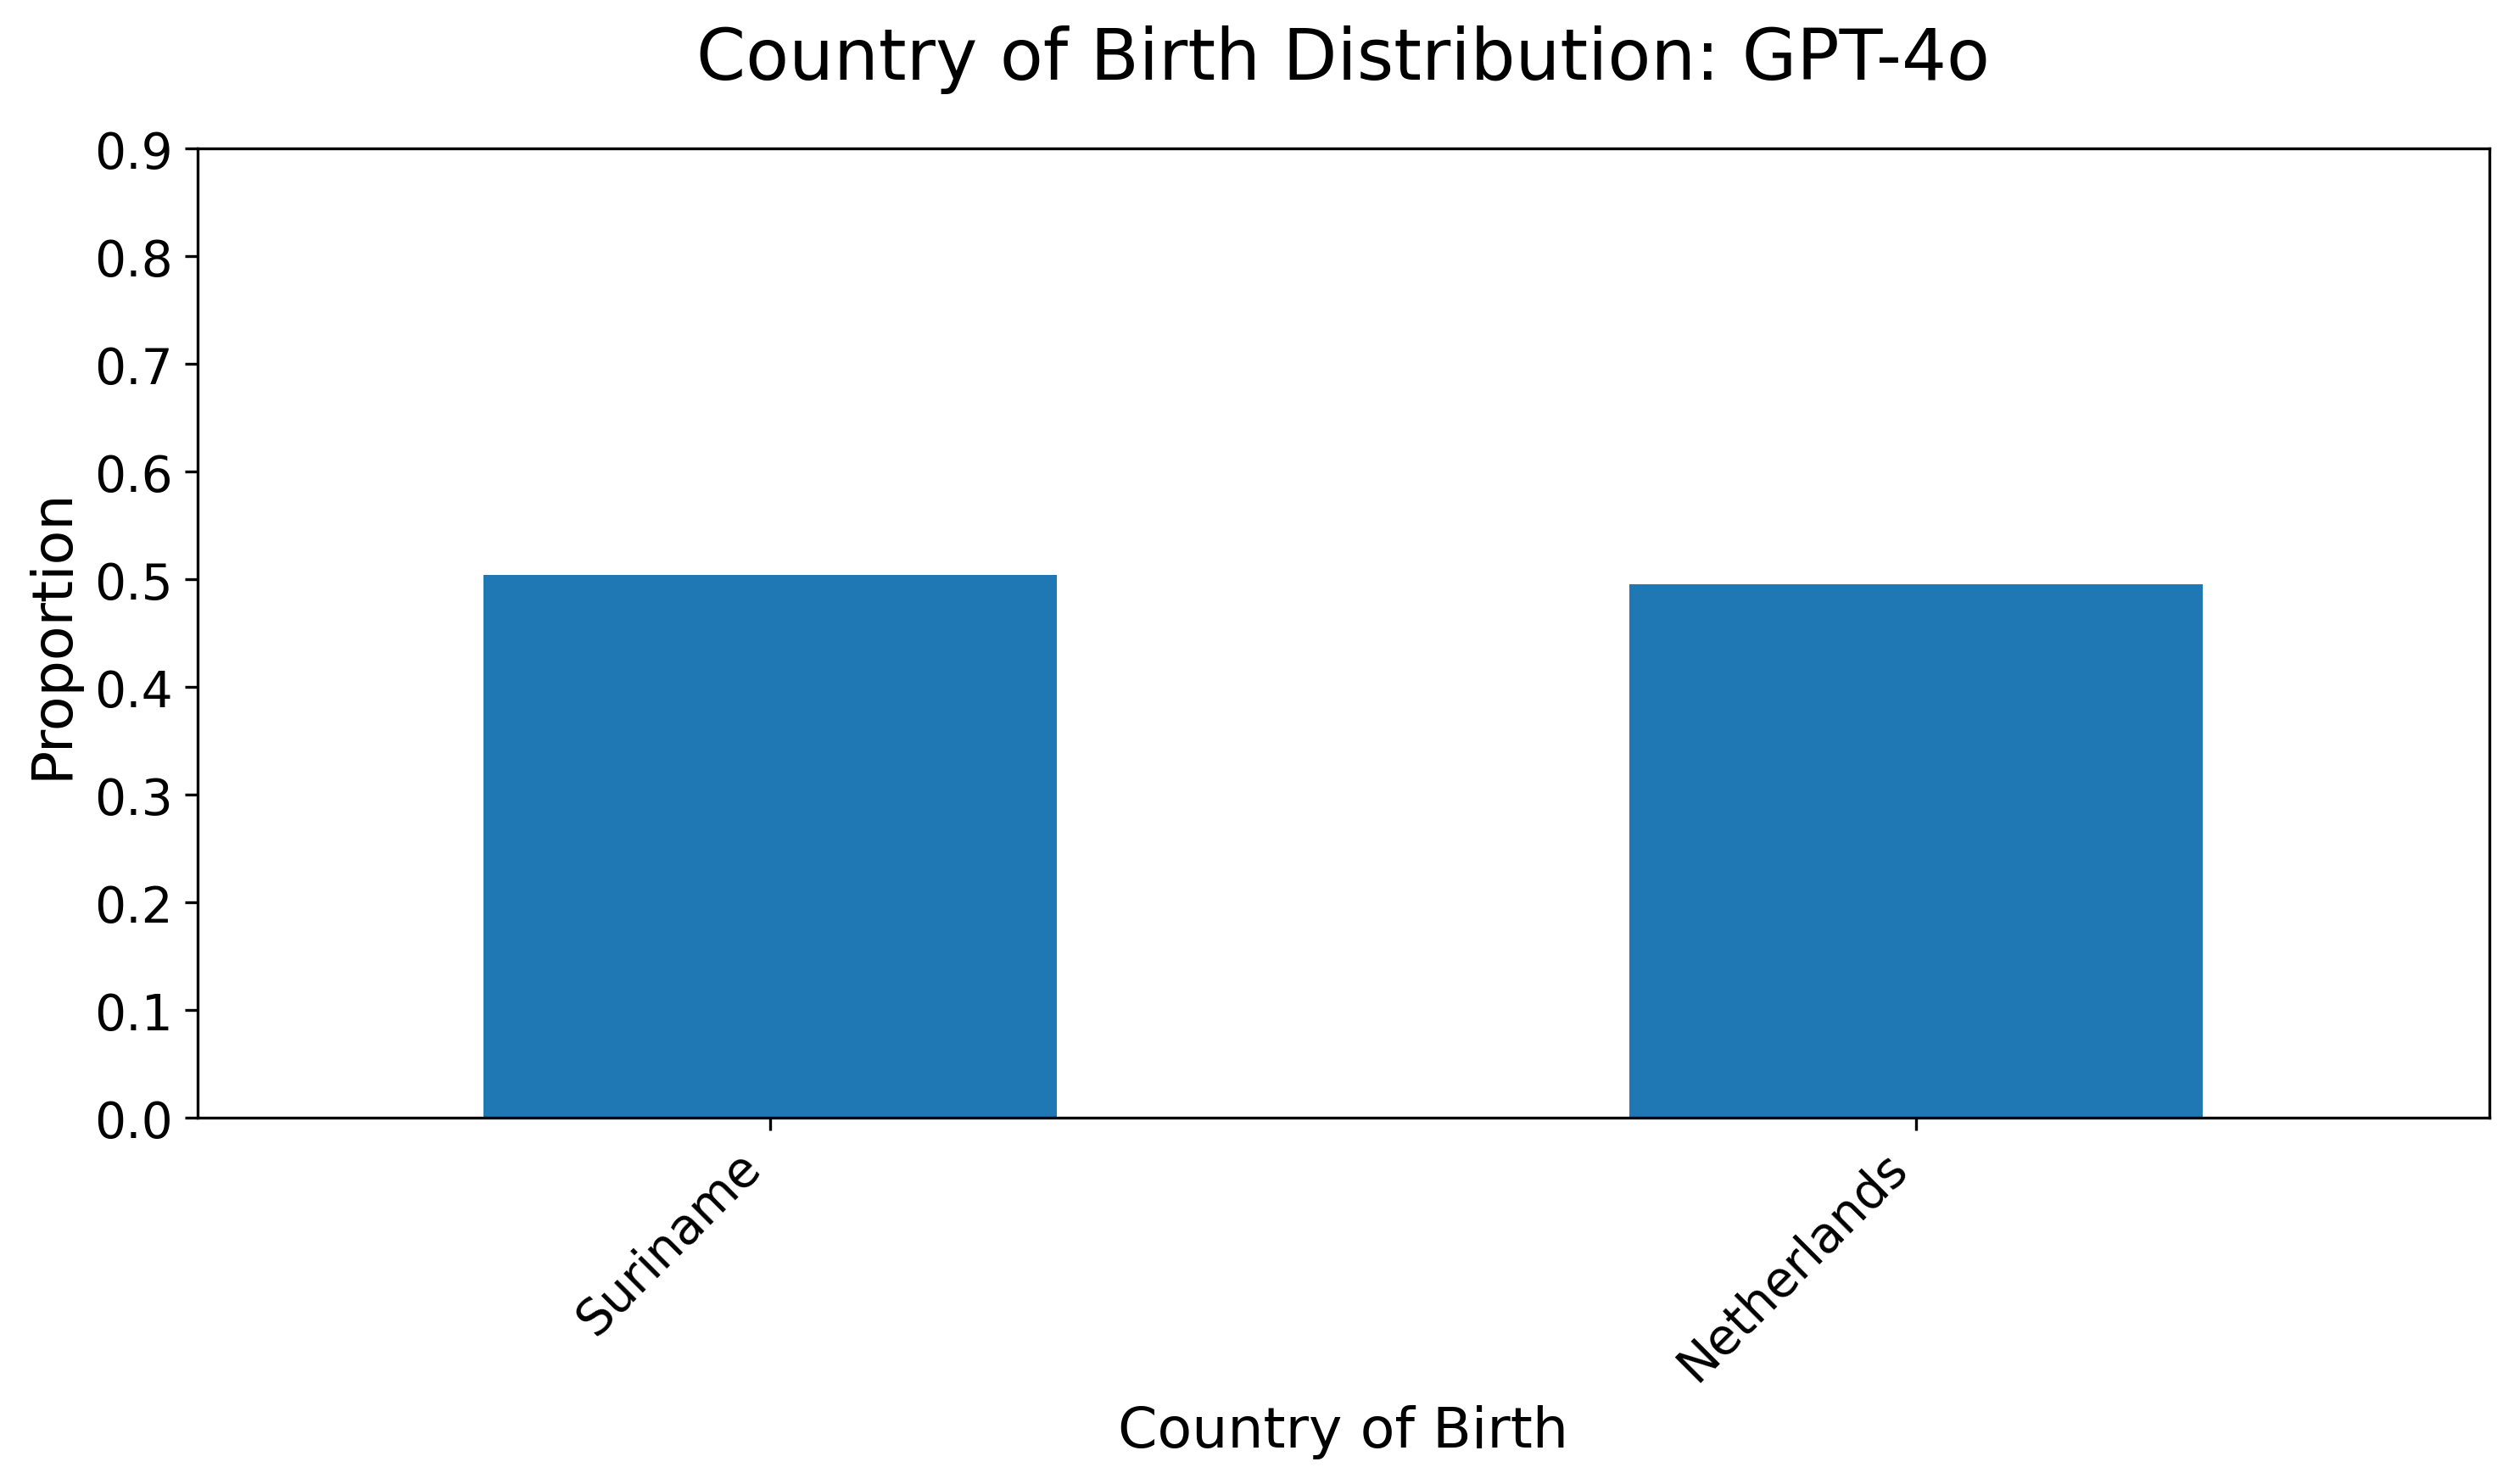 Country of Birth Distribution: GPT-4o
0.9
0.8
0.7
0.6
0.5
0.4
0.3
0.2
0.1
0.0
Proportion
Suriname
Netherlands
Country of Birth